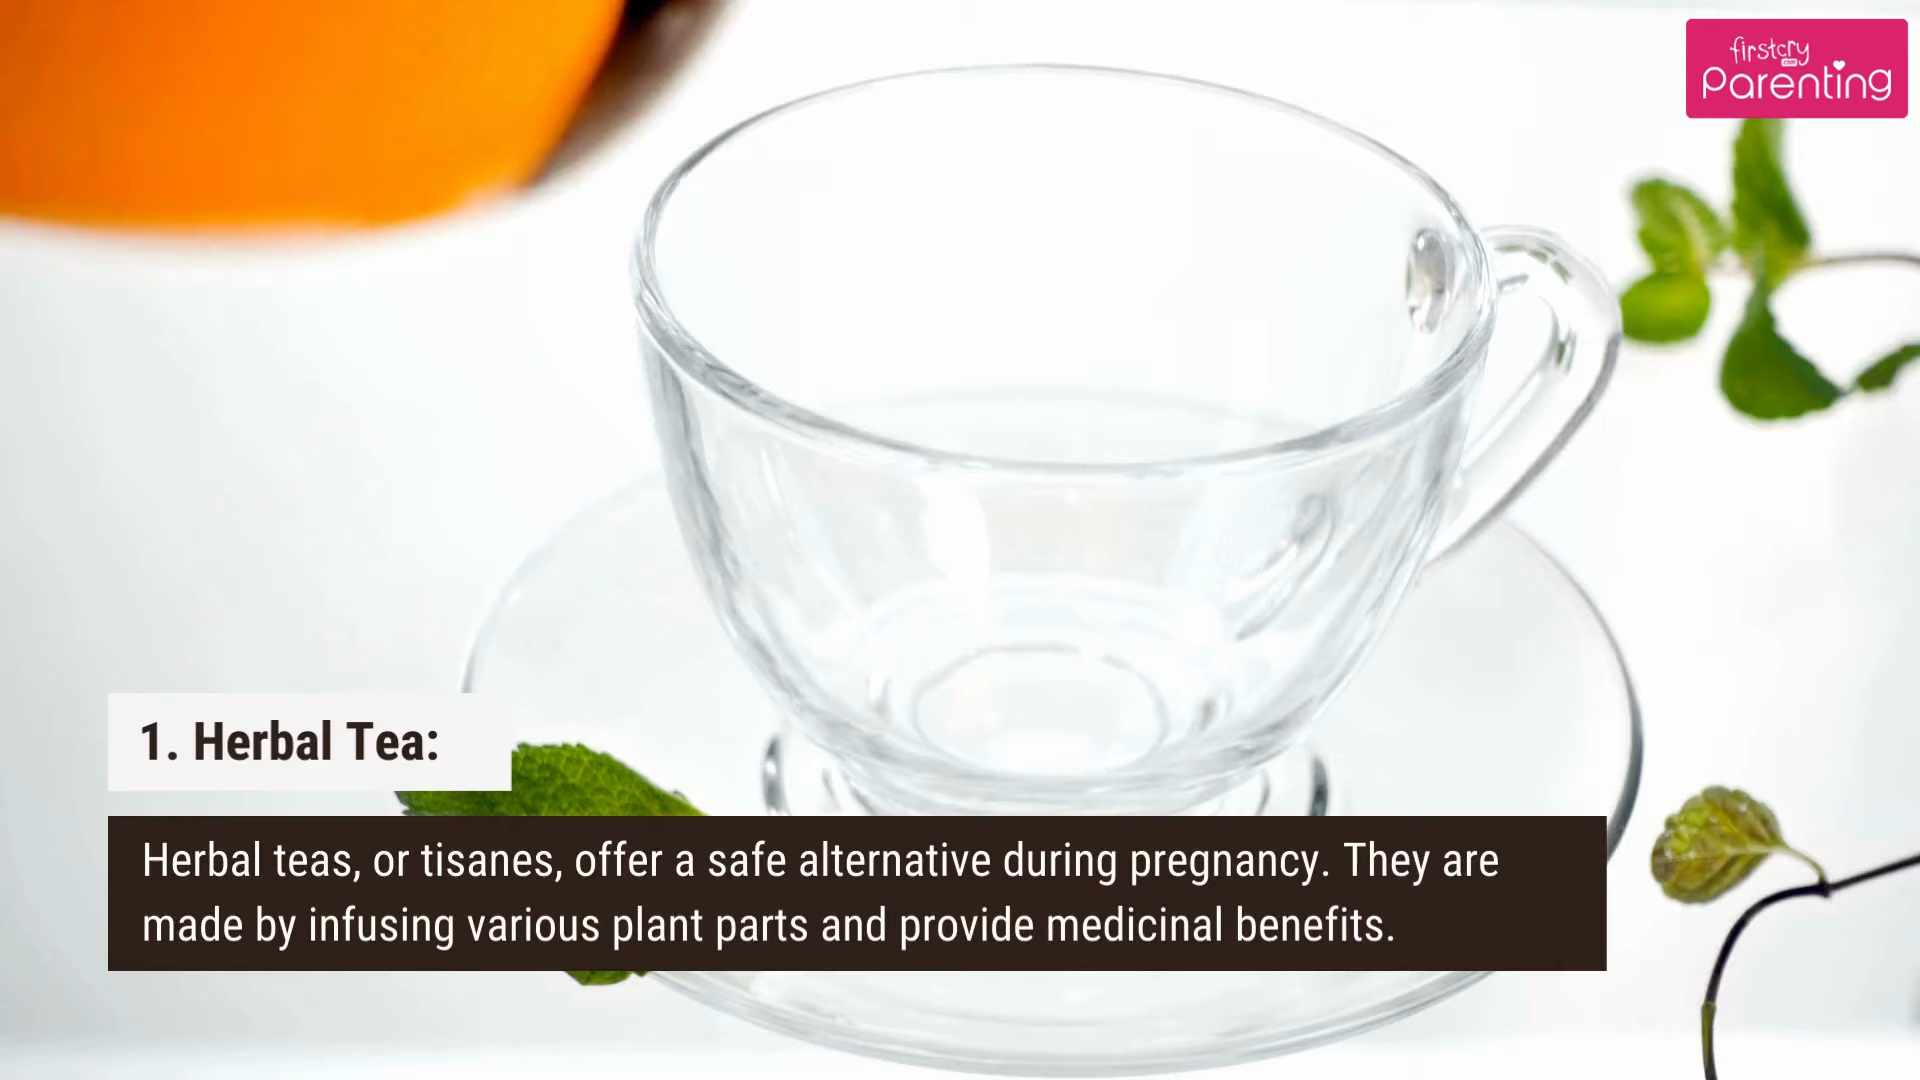 firstcry
.com
Parenting
1. Herbal Tea:
Herbal teas, or tisanes, offer a safe alternative during pregnancy. They are
made by infusing various plant parts and provide medicinal benefits.